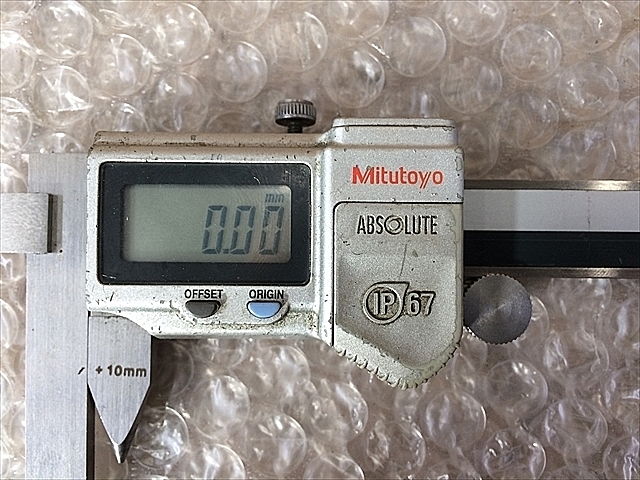 Mitutoyo
mm
0.00
ABSOLUTE
OFFSET
ORIGIN
IP67
+10mm